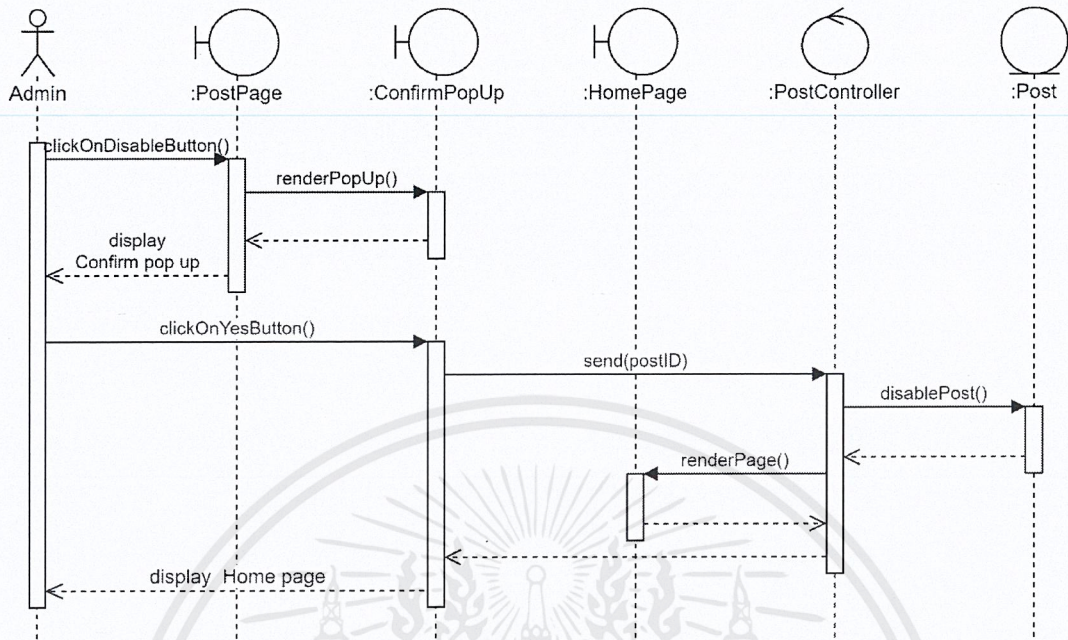 Admin
:PostPage
:ConfirmPopUp
:HomePage
:PostController
:Post
clickOnDisableButton()
renderPopUp()
display
Confirm pop up
clickOnYesButton()
send(postID)
disablePost()
renderPage()
display Home page